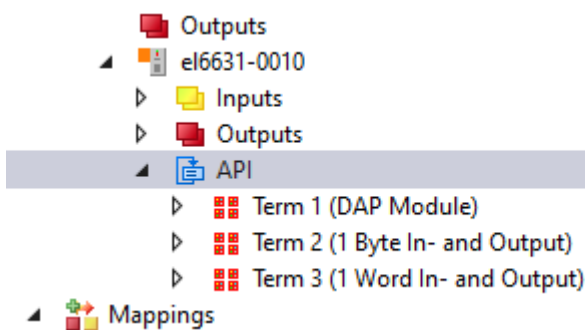 Outputs
el6631-0010
Inputs
Outputs
API
Term 1 (DAP Module)
Term 2 (1 Byte In- and Output)
Term 3 (1 Word In- and Output)
Mappings